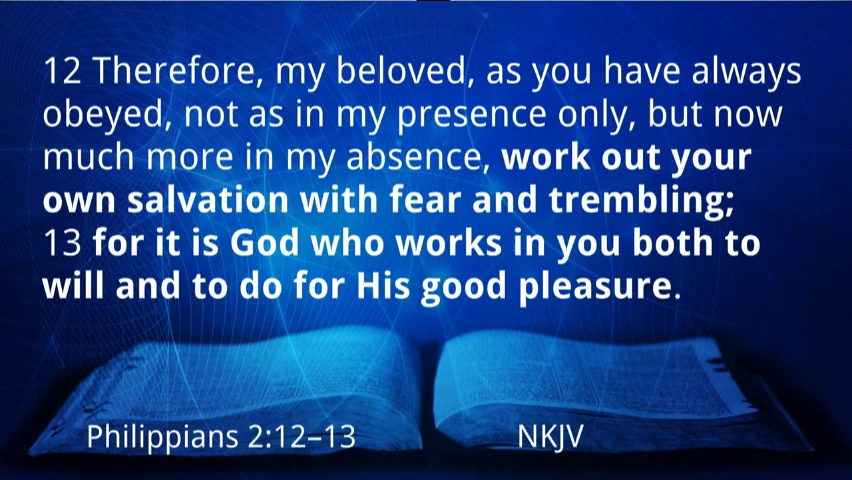 12 Therefore, my beloved, as you have always
obeyed, not as in my presence only, but now
much more in my absence, work out your
own salvation with fear and trembling;
13 for it is God who works in you both to
will and to do for His good pleasure.
Philippians 2:12–13 NKJV